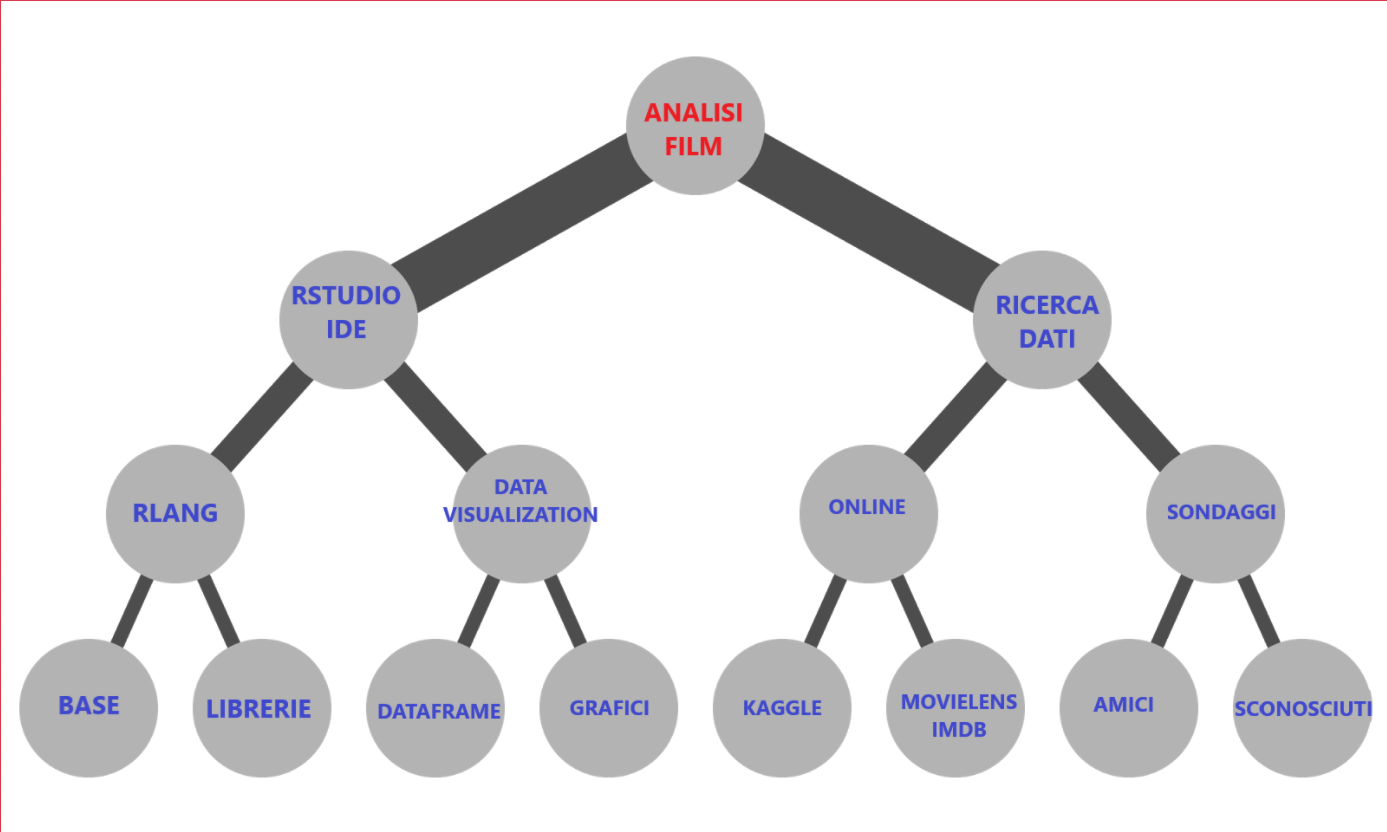 ANALISI
FILM
RSTUDIO
IDE
RICERCA
DATI
RLANG
DATA
VISUALIZATION
ONLINE
SONDAGGI
BASE
LIBRERIE
DATAFRAME
GRAFICI
KAGGLE
MOVIELENS
IMDB
AMICI
SCONOSCIUTI